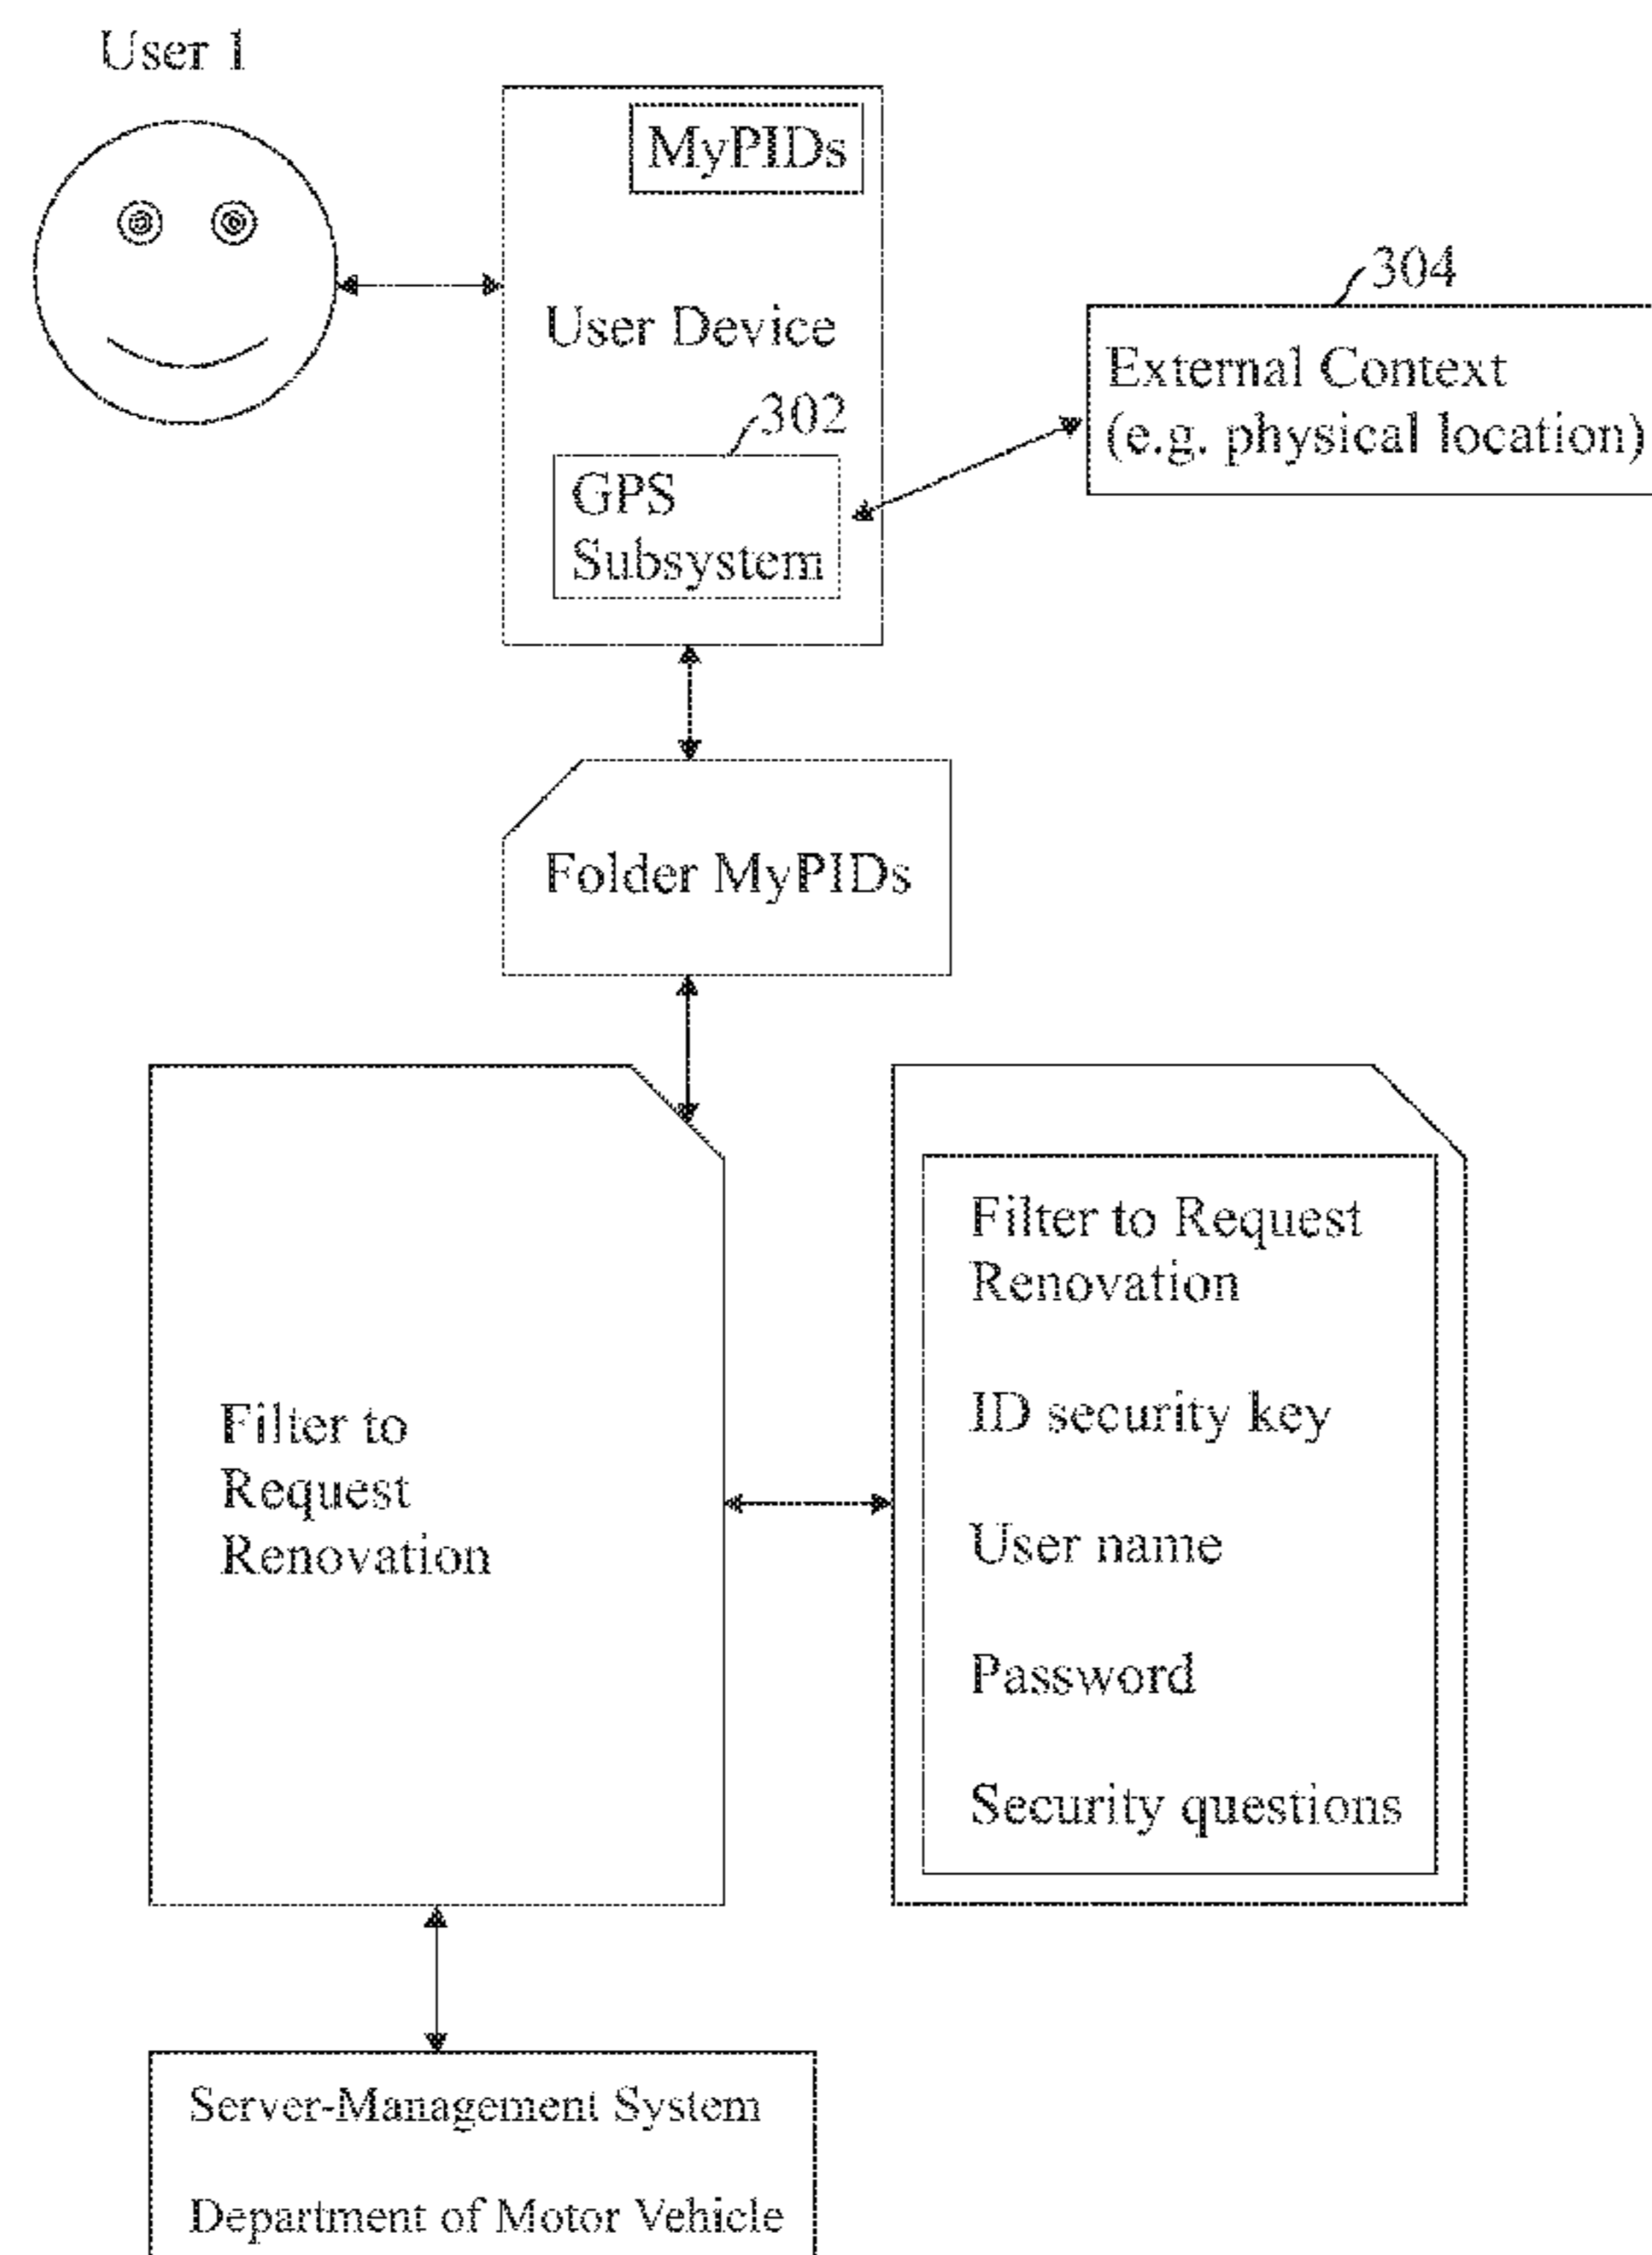 User 1
MyPIDs
User Device
302
GPS
Subsystem
304
External Context
(e.g. physical location)
Folder MyPIDs
Filter to
Request
Renovation
Filter to Request
Renovation
ID security key
User name
Password
Security questions
Server-Management System
Department of Motor Vehicle